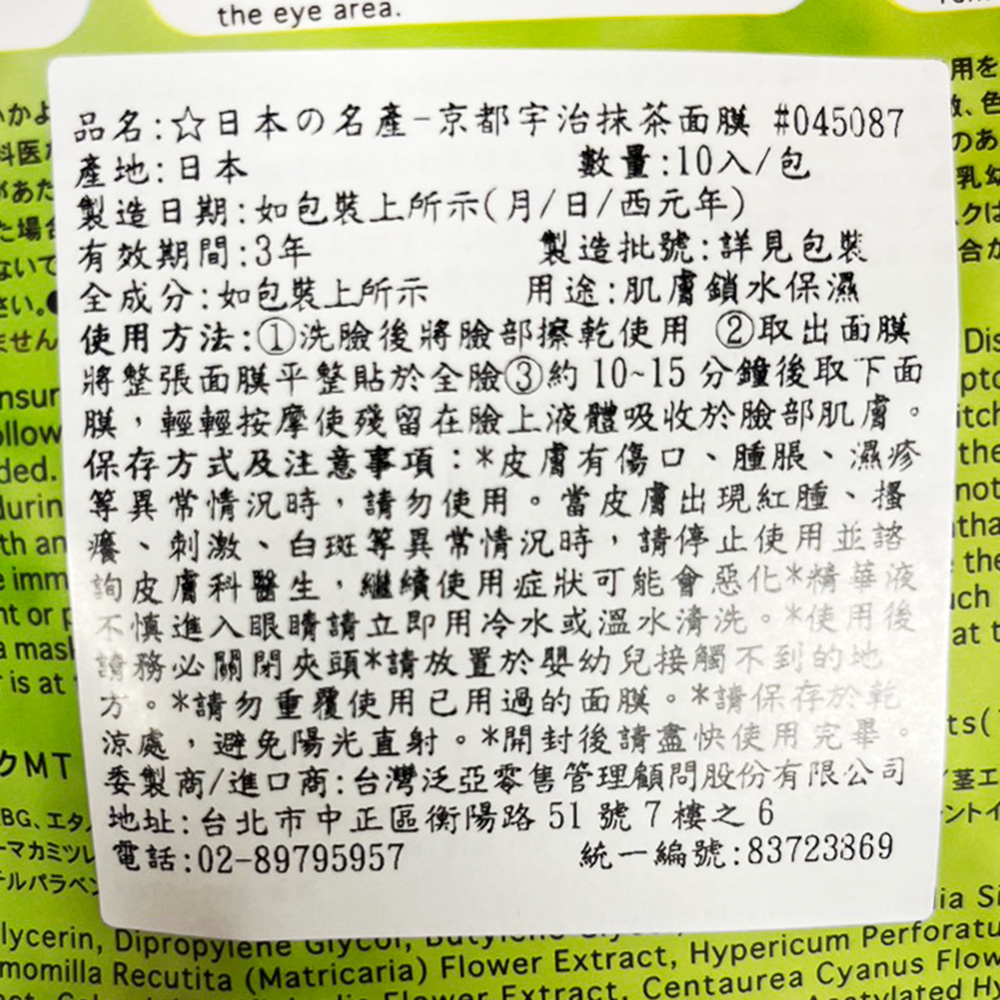 the eye area.
品名:☆日本の名產-京都宇治抹茶面膜 #045087
產地:日本 數量:10入/包
製造日期:如包裝上所示(月/日/西元年)
有效期間:3年 製造批號:詳見包裝
全成分:如包裝上所示 用途:肌膚鎖水保濕
使用方法:①洗臉後將臉部擦乾使用 ②取出面膜
將整張面膜平整貼於全臉③約10~15分鐘後取下面
膜，輕輕按摩使殘留在臉上液體吸收於臉部肌膚。
保存方式及注意事項:*皮膚有傷口、腫脹、濕疹
等異常情況時，請勿使用。當皮膚出現紅腫、搔
癢、刺激、白斑等異常情況時，請停止使用並諮
詢皮膚科醫生，繼續使用症狀可能會惡化*精華液
不慎進入眼睛請立即用冷水或溫水清洗。*使用後
請務必關閉夾頭*請放置於嬰幼兒接觸不到的地
方。*請勿重覆使用已用過的面膜。*請保存於乾
涼處，避免陽光直射。*開封後請盡快使用完畢。
委製商/進口商:台灣泛亞零售管理顧問股份有限公司
地址:台北市中正區衡陽路51號7樓之6
電話:02-89795957 統一編號:83723369
lycerin, Dipropylene Glycol,
momilla Recutita (Matricaria) Flower Extract, Hypericum Perforatu
Flower Extract, Centaurea Cyanus Flow